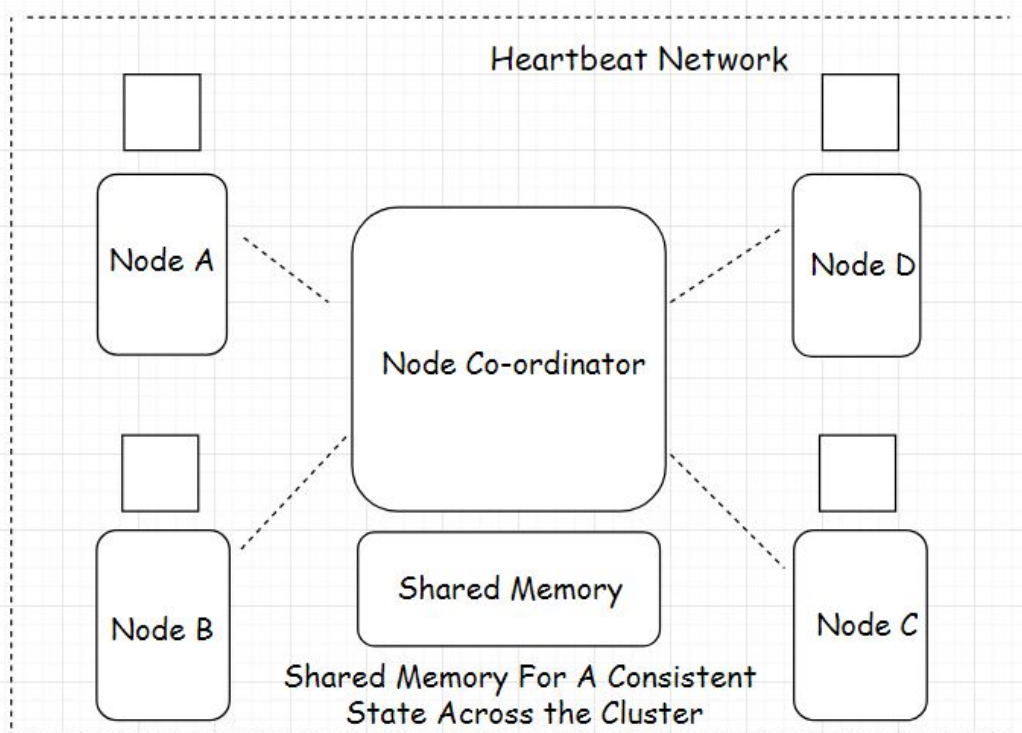 Heartbeat Network
Node A
Node D
Node Co-ordinator
Shared Memory
Node B
Node C
Shared Memory For A Consistent
State Across the Cluster